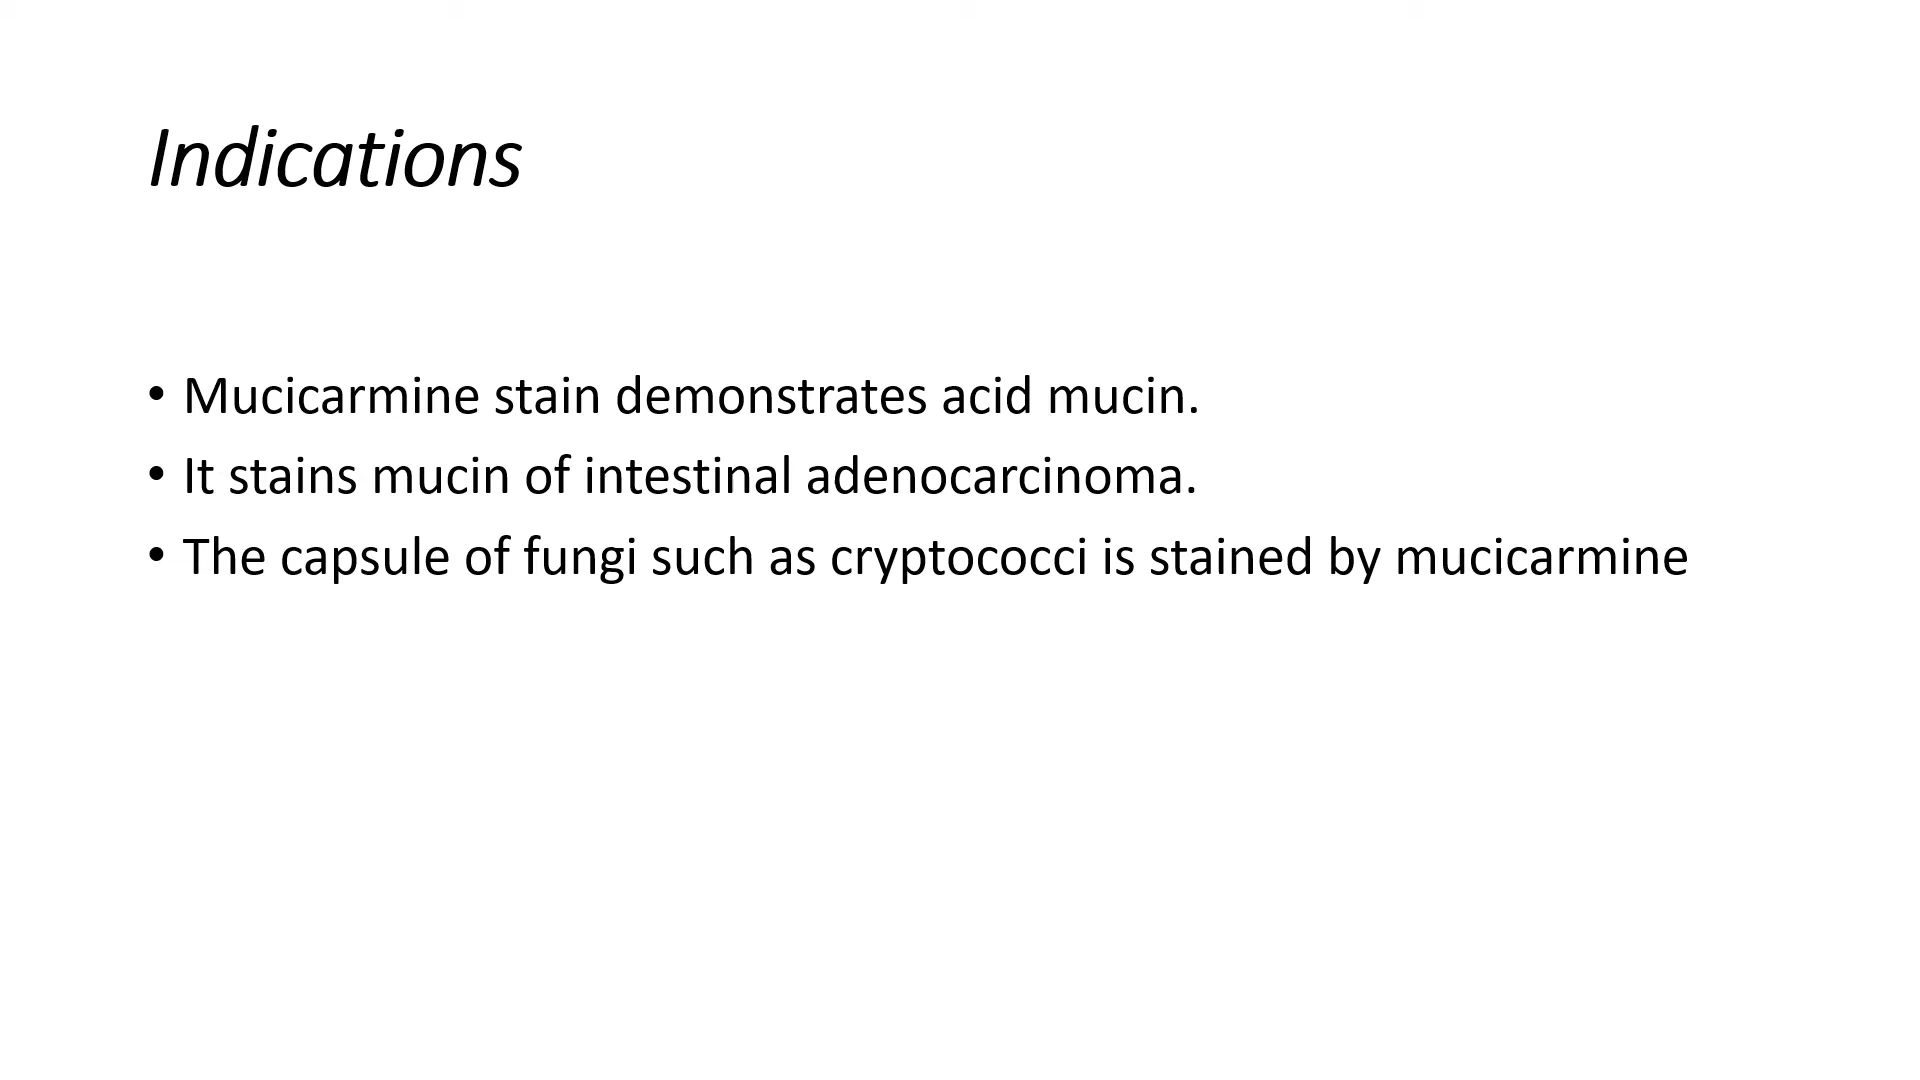 Indications
• Mucicarmine stain demonstrates acid mucin.
• It stains mucin of intestinal adenocarcinoma.
• The capsule of fungi such as cryptococci is stained by mucicarmine